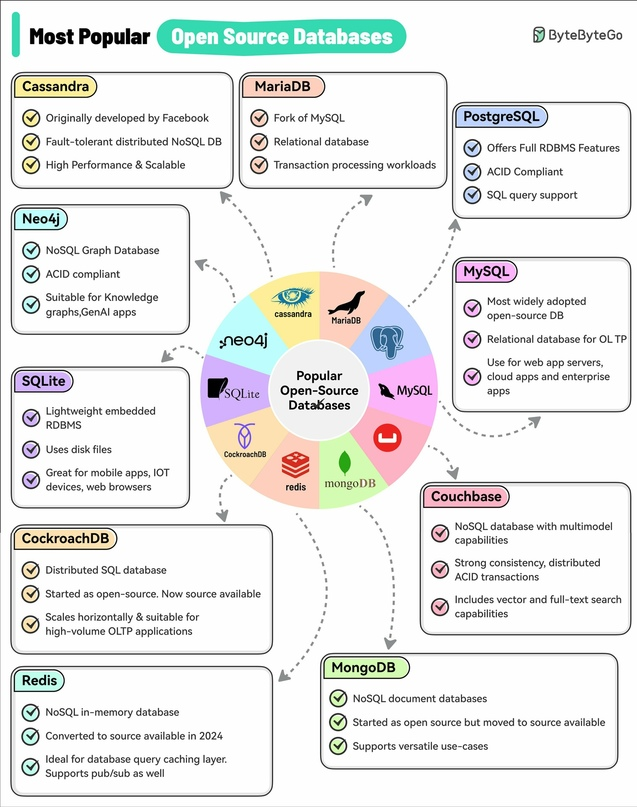 Most Popular Open Source Databases
ByteByteGo
Cassandra
Originally developed by Facebook
Fault-tolerant distributed NoSQL DB
High Performance & Scalable
MariaDB
Fork of MySQL
Relational database
Transaction processing workloads
PostgreSQL
Offers Full RDBMS Features
ACID Compliant
SQL query support
Neo4j
NoSQL Graph Database
ACID compliant
Suitable for Knowledge
graphs,GenAI apps
MySQL
Most widely adopted
open-source DB
Relational database for OLTP
Use for web app servers,
cloud apps and enterprise
apps
cassandra
MariaDB
neo4j
MySQL
SQLite
CockroachDB
redis
mongoDB
Popular
Open-Source
Databases
SQLite
Lightweight embedded
RDBMS
Uses disk files
Great for mobile apps, IOT
devices, web browsers
Couchbase
NoSQL database with multimodel
capabilities
Strong consistency, distributed
ACID transactions
Includes vector and full-text search
capabilities
CockroachDB
Distributed SQL database
Started as open-source. Now source available
Scales horizontally & suitable for
high-volume OLTP applications
Redis
NoSQL in-memory database
Converted to source available in 2024
Ideal for database query caching layer.
Supports pub/sub as well
MongoDB
NoSQL document databases
Started as open source but moved to source available
Supports versatile use-cases